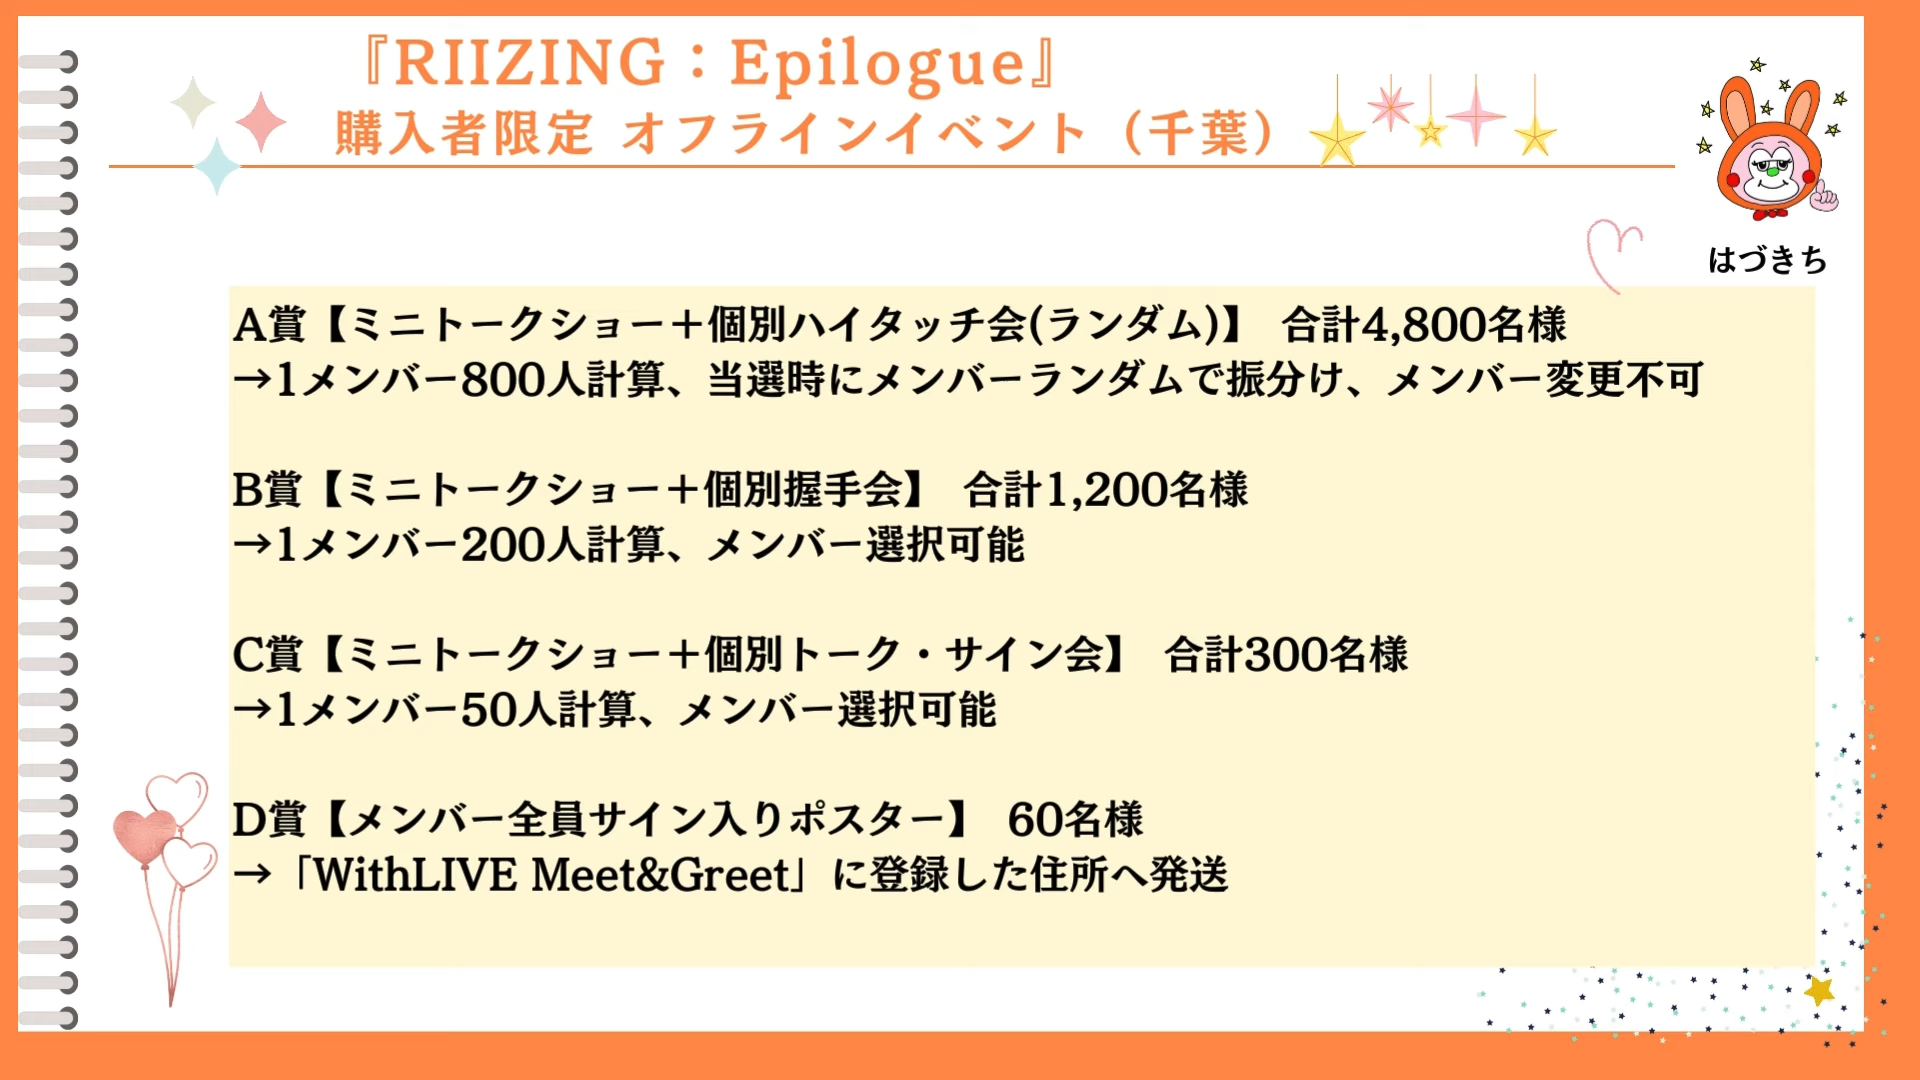 『RIIZING：Epilogue』
購入者限定 オフラインイベント（千葉）
はづきち
A賞【ミニトークショー＋個別ハイタッチ会(ランダム)】 合計4,800名様
→1メンバー800人計算、当選時にメンバーランダムで振分け、メンバー変更不可
B賞【ミニトークショー＋個別握手会】 合計1,200名様
→1メンバー200人計算、メンバー選択可能
C賞【ミニトークショー＋個別トーク・サイン会】 合計300名様
→1メンバー50人計算、メンバー選択可能
D賞【メンバー全員サイン入りポスター】 60名様
→「WithLIVE Meet&Greet」に登録した住所へ発送